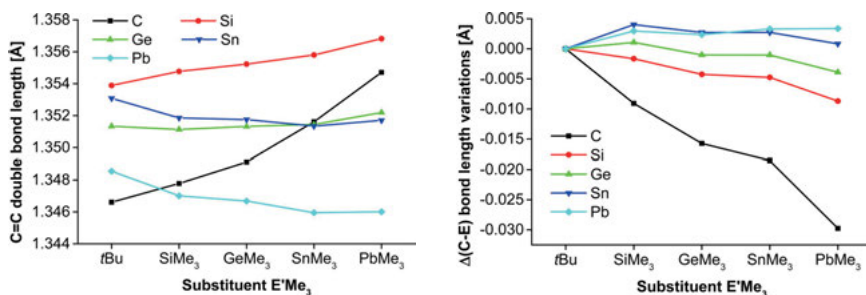 C=C double bond length [Å]
1.358
1.356
1.354
1.352
1.350
1.348
1.346
1.344
C
Si
Ge
Sn
Pb
tBu
SiMe₃
GeMe₃
SnMe₃
PbMe₃
Substituent E'Me₃
Δ(C-E) bond length variations [Å]
0.005
0.000
-0.005
-0.010
-0.015
-0.020
-0.025
-0.030
C
Si
Ge
Sn
Pb
tBu
SiMe₃
GeMe₃
SnMe₃
PbMe₃
Substituent E'Me₃